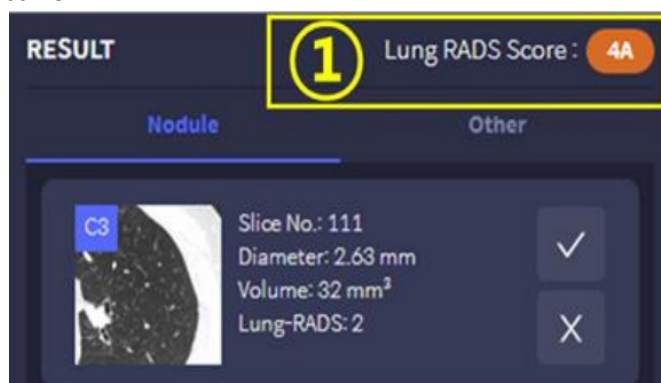 RESULT ① Lung RADS Score : 4A
Nodule Other
C3
Slice No.: 111
Diameter: 2.63 mm
Volume: 32 mm³
Lung-RADS: 2